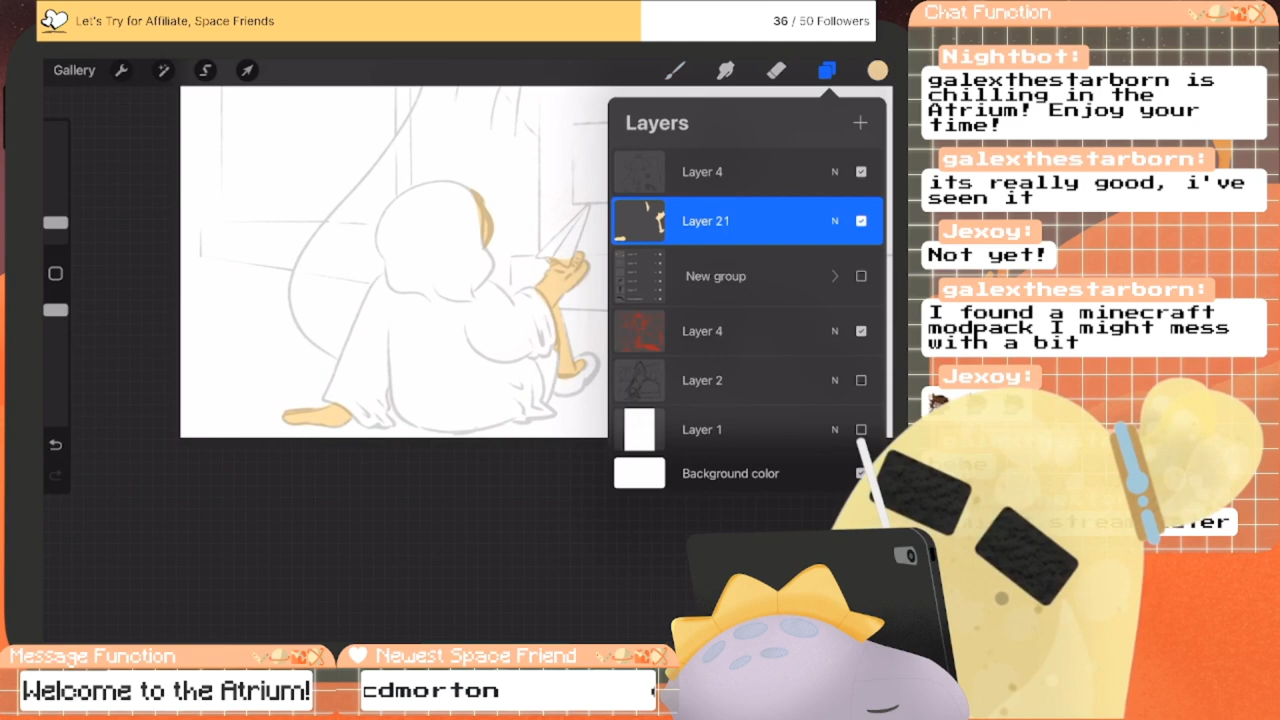 Let's Try for Affiliate, Space Friends
36 / 50 Followers
Gallery
Layers
Layer 4
N
Layer 21
N
New group
Layer 4
N
Layer 2
N
Layer 1
N
Background color
Chat Function
Nightbot:
galexthestarborn is
chilling in the
Atrium! Enjoy your
time!
galexthestarborn:
its really good, i've
seen it
Jexoy:
Not yet!
galexthestarborn:
I found a minecraft
modpack I might mess
with a bit
Jexoy:
Message Function
Welcome to the Atrium!
Newest Space Friend
cdmorton